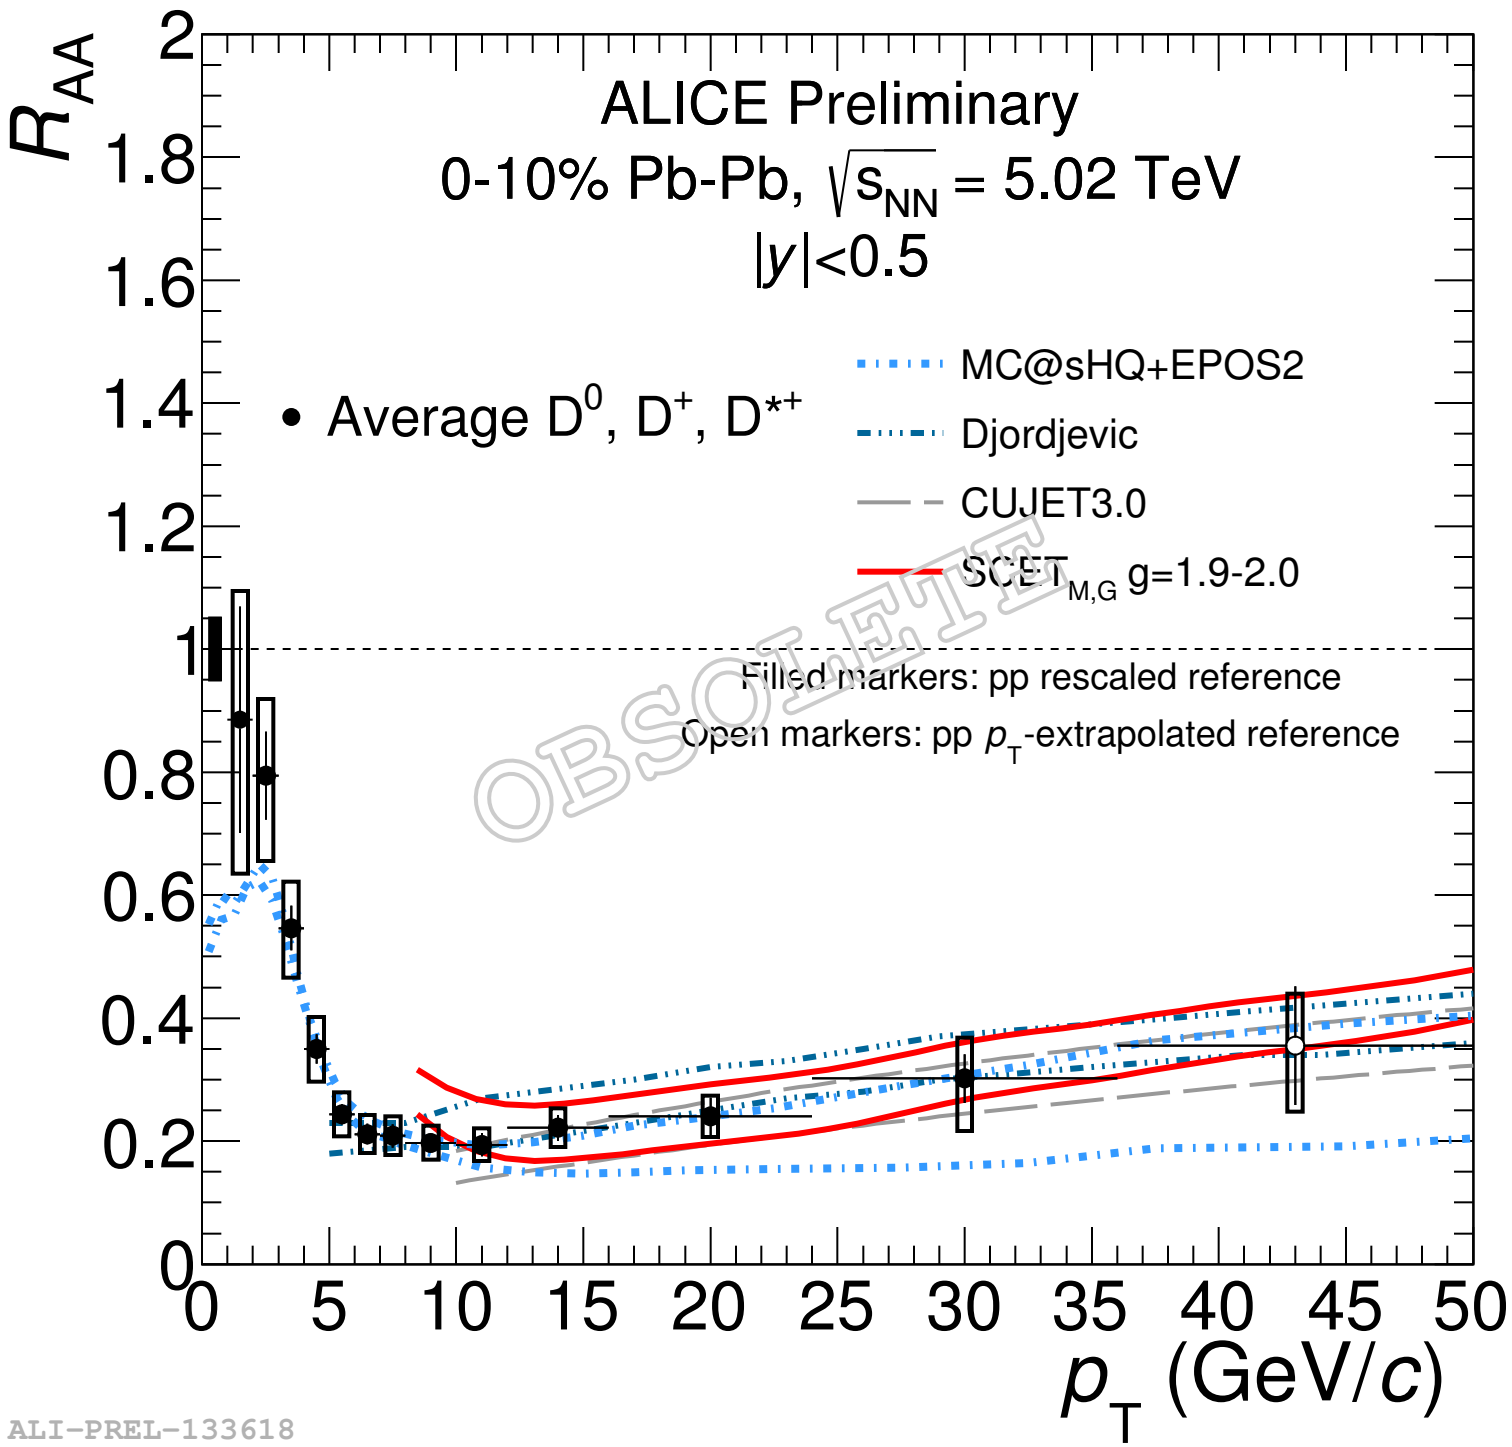 R_AA
2
1.8
1.6
1.4
1.2
1
0.8
0.6
0.4
0.2
0
ALICE Preliminary
0-10% Pb-Pb, √s_NN = 5.02 TeV
|y|<0.5
Average D⁰, D⁺, D*⁺
MC@sHQ+EPOS2
Djordjevic
CUJET3.0
SCET_M,G g=1.9-2.0
Filled markers: pp rescaled reference
Open markers: pp p_T-extrapolated reference
OBSOLETE
0 5 10 15 20 25 30 35 40 45 50
p_T (GeV/c)
ALI-PREL-133618